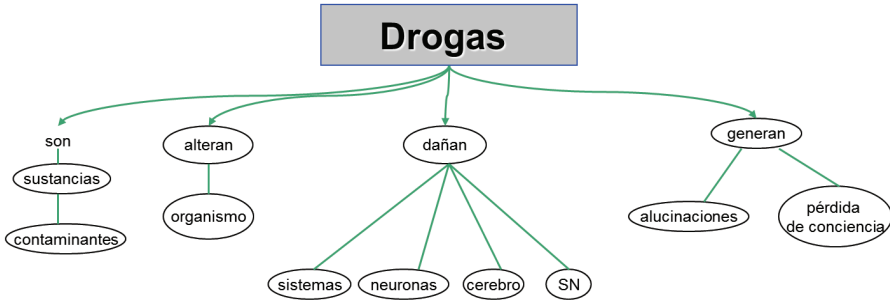 Drogas
son
sustancias
contaminantes
alteran
organismo
dañan
sistemas
neuronas
cerebro
SN
generan
alucinaciones
pérdida
de conciencia